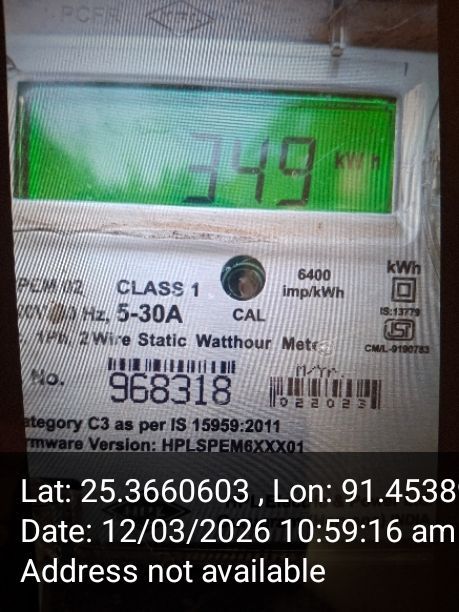 349 kWh
CLASS 1
6400
imp/kWh
kWh
Hz, 5-30A
CAL
IS:13779
2 Wire Static Watthour
CM/L-9190783
No. 968318
M/Yr.
022023
ategory C3 as per IS 15959:2011
rmware Version: HPLSPEM6XXX01
Lat: 25.3660603 , Lon: 91.4538
Date: 12/03/2026 10:59:16 am
Address not available